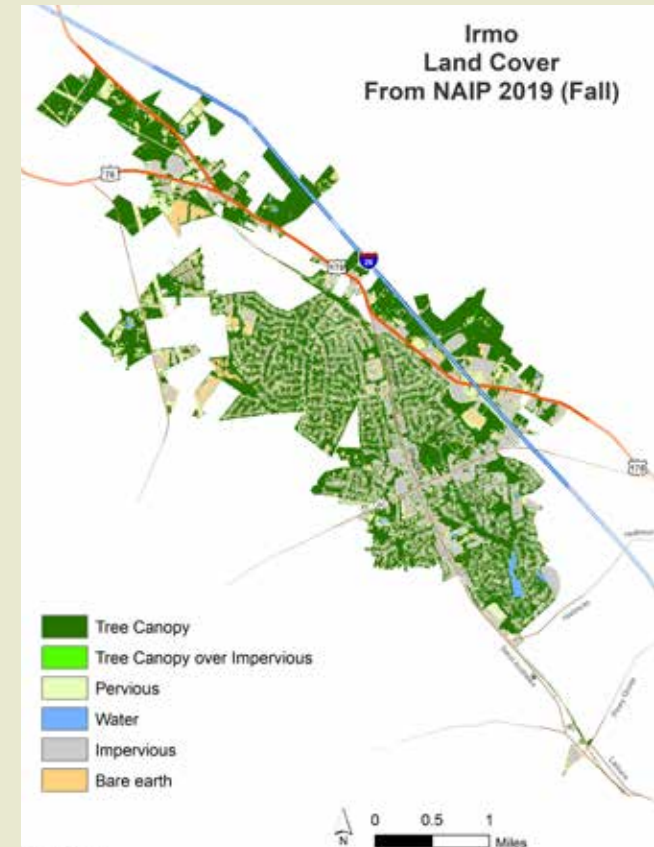 Irmo
Land Cover
From NAIP 2019 (Fall)
76
26
176
176
Tree Canopy
Tree Canopy over Impervious
Pervious
Water
Impervious
Bare earth
N
0 0.5 1
Miles